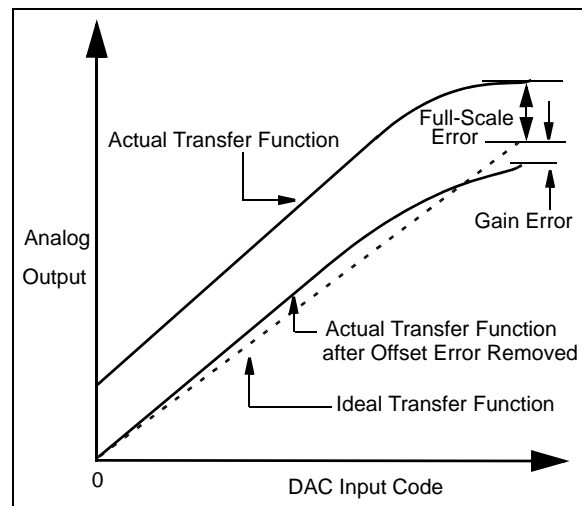 Full-Scale
Error
Actual Transfer Function
Gain Error
Analog
Output
Actual Transfer Function
after Offset Error Removed
Ideal Transfer Function
0
DAC Input Code